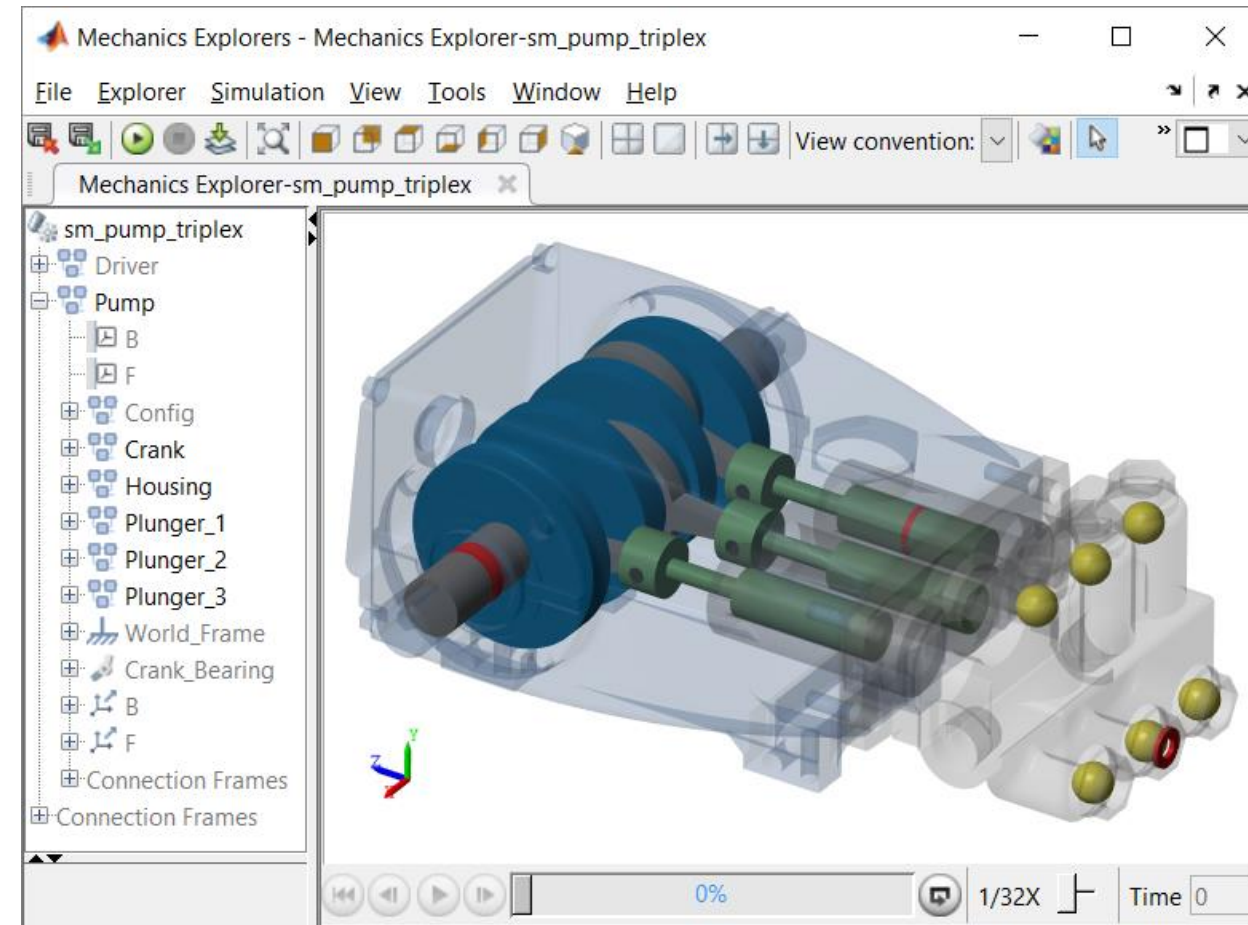 Mechanics Explorers - Mechanics Explorer-sm_pump_triplex
File Explorer Simulation View Tools Window Help
View convention:
Mechanics Explorer-sm_pump_triplex
sm_pump_triplex
Driver
Pump
B
F
Config
Crank
Housing
Plunger_1
Plunger_2
Plunger_3
World_Frame
Crank_Bearing
B
F
Connection Frames
Connection Frames
Y
Z
X
0%
1/32X
Time 0